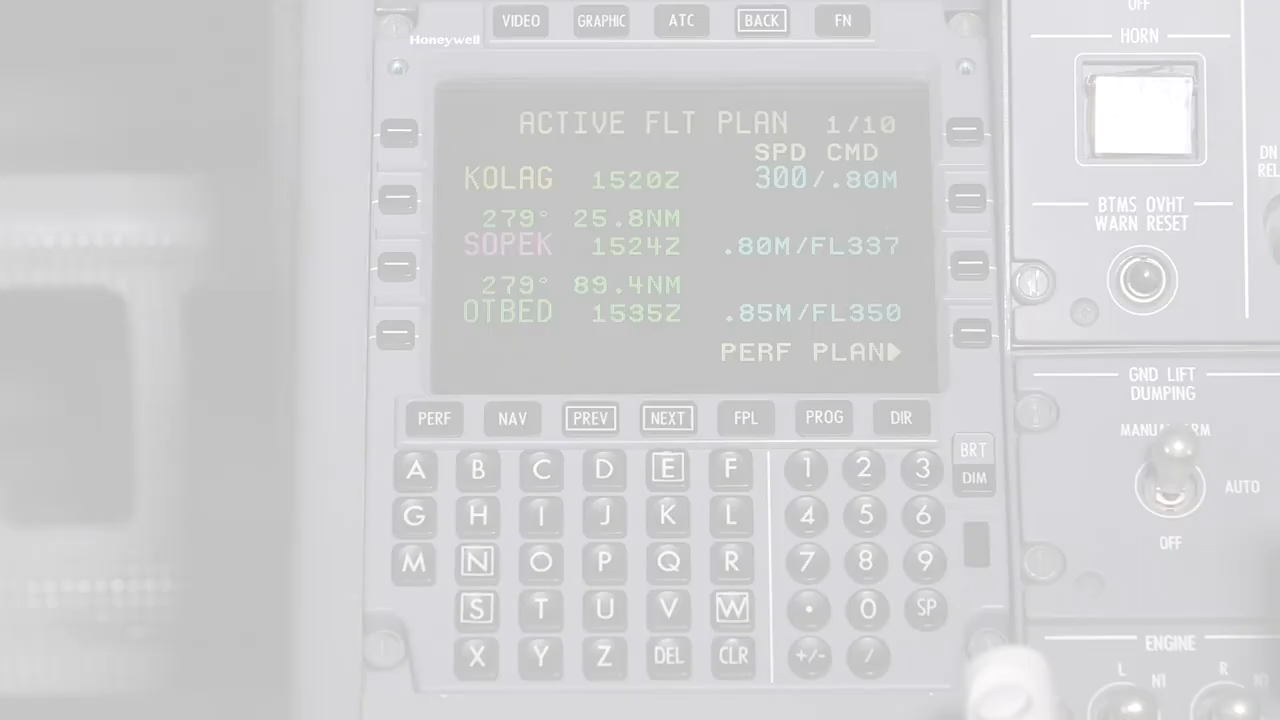 VIDEO GRAPHIC ATC BACK FN
Honeywell
ACTIVE FLT PLAN 1/10
SPD CMD
KOLAG 1520Z 300/.80M
279° 25.8NM
SOPEK 1524Z .80M/FL337
279° 89.4NM
OTBED 1535Z .85M/FL350
PERF PLAN
PERF NAV PREV NEXT FPL PROG DIR
BRT
DIM
A B C D E F 1 2 3
G H I J K L 4 5 6
M N O P Q R 7 8 9
S T U V W • 0 SP
X Y Z DEL CLR +/- /
OFF
HORN
DN
BTMS OVHT
WARN RESET
GND LIFT
DUMPING
MANUAL ARM
AUTO
OFF
ENGINE
L R
N1 N1